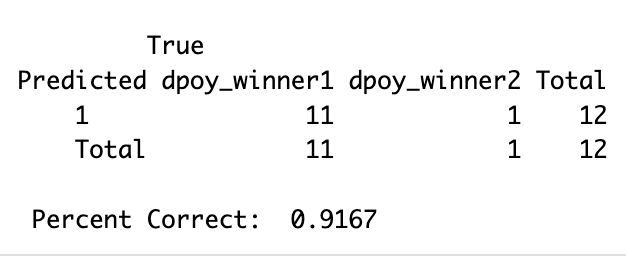 True
Predicted dpoy_winner1 dpoy_winner2 Total
1 11 1 12
Total 11 1 12
Percent Correct: 0.9167